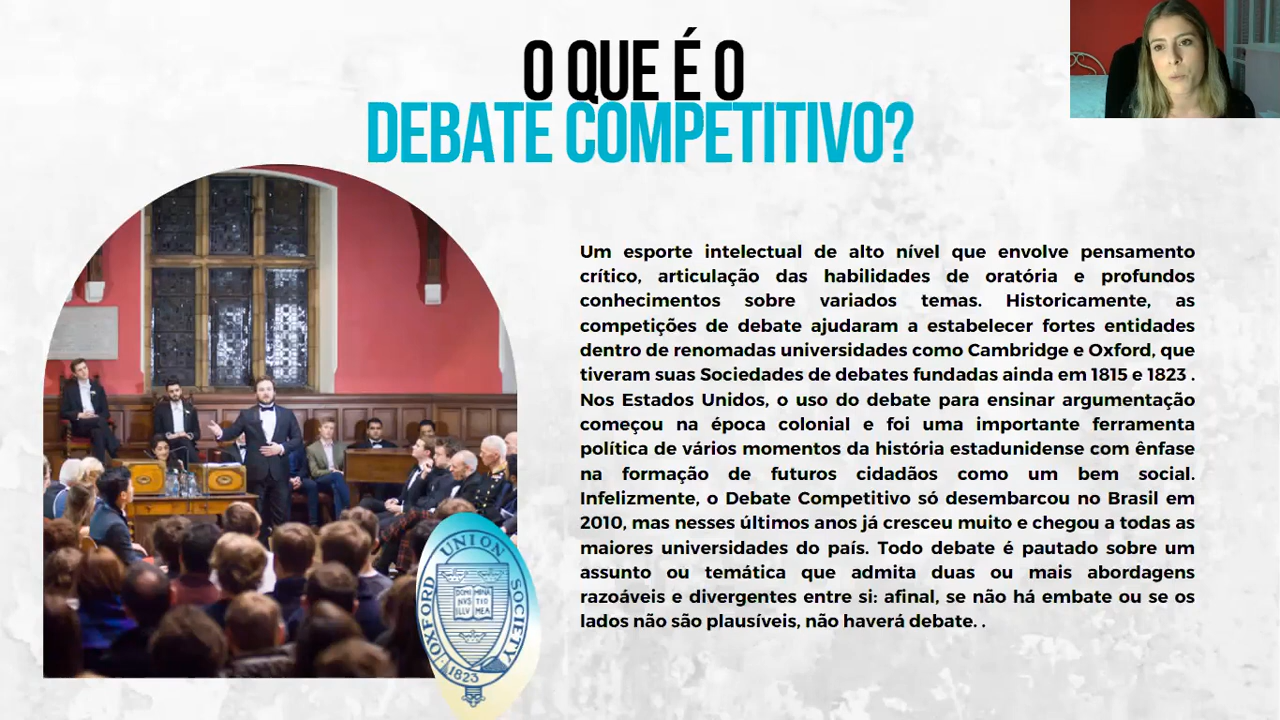 O QUE É O
DEBATE COMPETITIVO?
Um esporte intelectual de alto nível que envolve pensamento
crítico, articulação das habilidades de oratória e profundos
conhecimentos sobre variados temas. Historicamente, as
competições de debate ajudaram a estabelecer fortes entidades
dentro de renomadas universidades como Cambridge e Oxford, que
tiveram suas Sociedades de debates fundadas ainda em 1815 e 1823 .
Nos Estados Unidos, o uso do debate para ensinar argumentação
começou na época colonial e foi uma importante ferramenta
política de vários momentos da história estadunidense com ênfase
na formação de futuros cidadãos como um bem social.
Infelizmente, o Debate Competitivo só desembarcou no Brasil em
2010, mas nesses últimos anos já cresceu muito e chegou a todas as
maiores universidades do país. Todo debate é pautado sobre um
assunto ou temática que admita duas ou mais abordagens
razoáveis e divergentes entre si: afinal, se não há embate ou se os
lados não são plausíveis, não haverá debate. .
OXFORD UNION SOCIETY
DOMI MINA
NVS TIO
ILLV MEA
1823